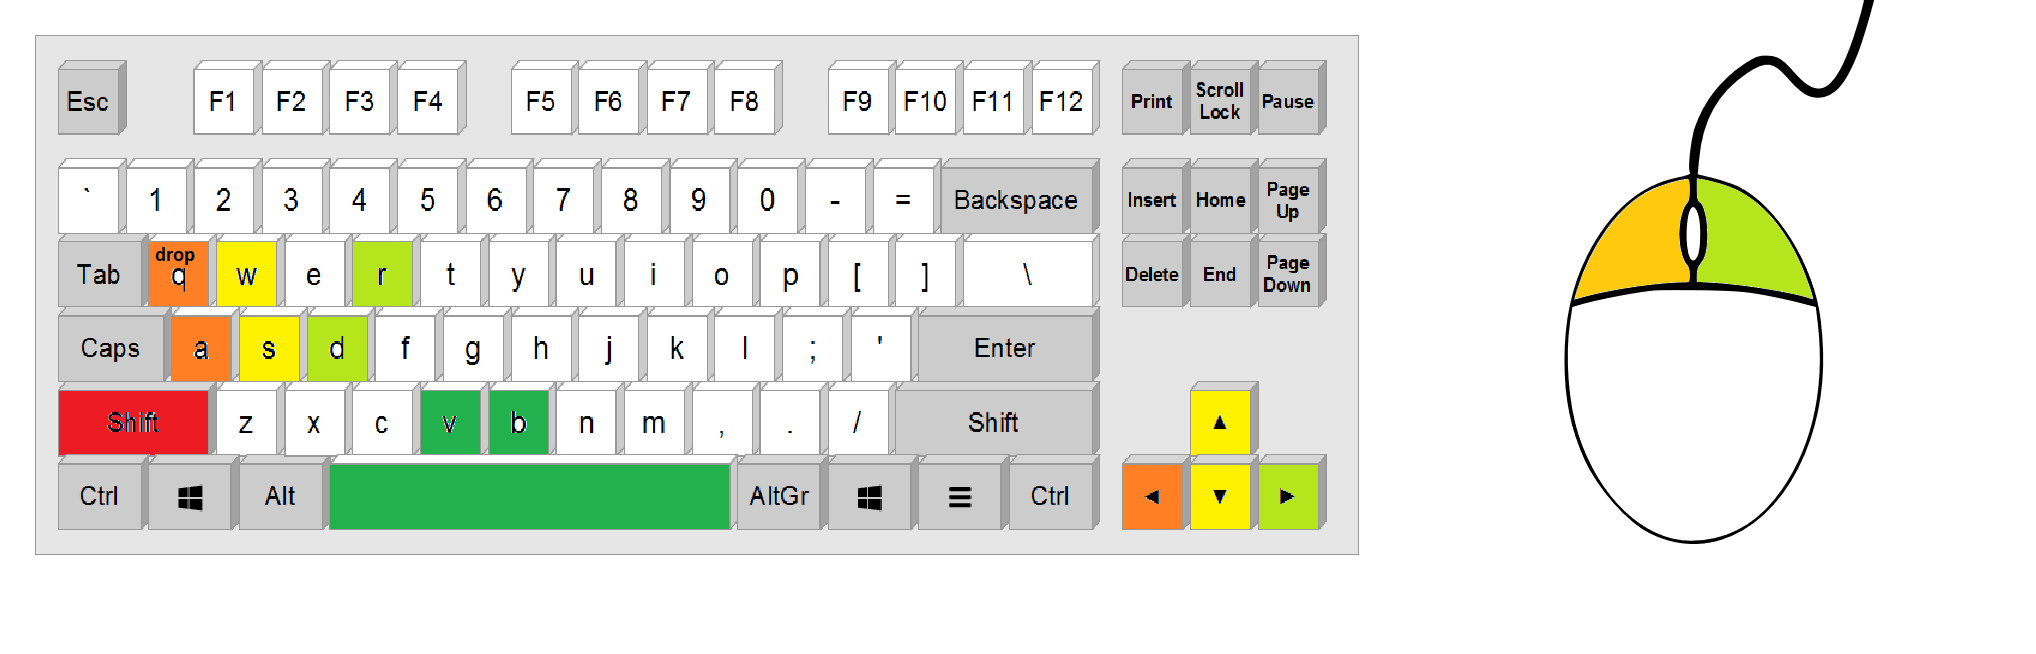 Esc F1 F2 F3 F4 F5 F6 F7 F8 F9 F10 F11 F12 Print Scroll Lock Pause
` 1 2 3 4 5 6 7 8 9 0 - = Backspace Insert Home Page Up
Tab drop q w e r t y u i o p [ ] \ Delete End Page Down
Caps a s d f g h j k l ; ' Enter
Shift z x c v b n m , . / Shift ▲
Ctrl Alt AltGr ☰ Ctrl ◄ ▼ ►